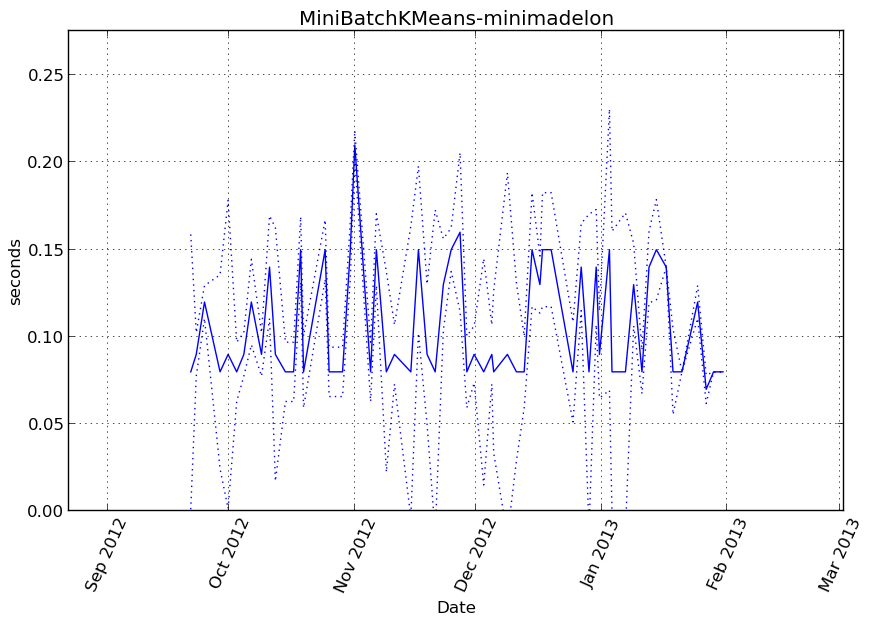 MiniBatchKMeans-minimadelon
0.25
0.20
0.15
0.10
0.05
0.00
seconds
Sep 2012
Oct 2012
Nov 2012
Dec 2012
Jan 2013
Feb 2013
Mar 2013
Date